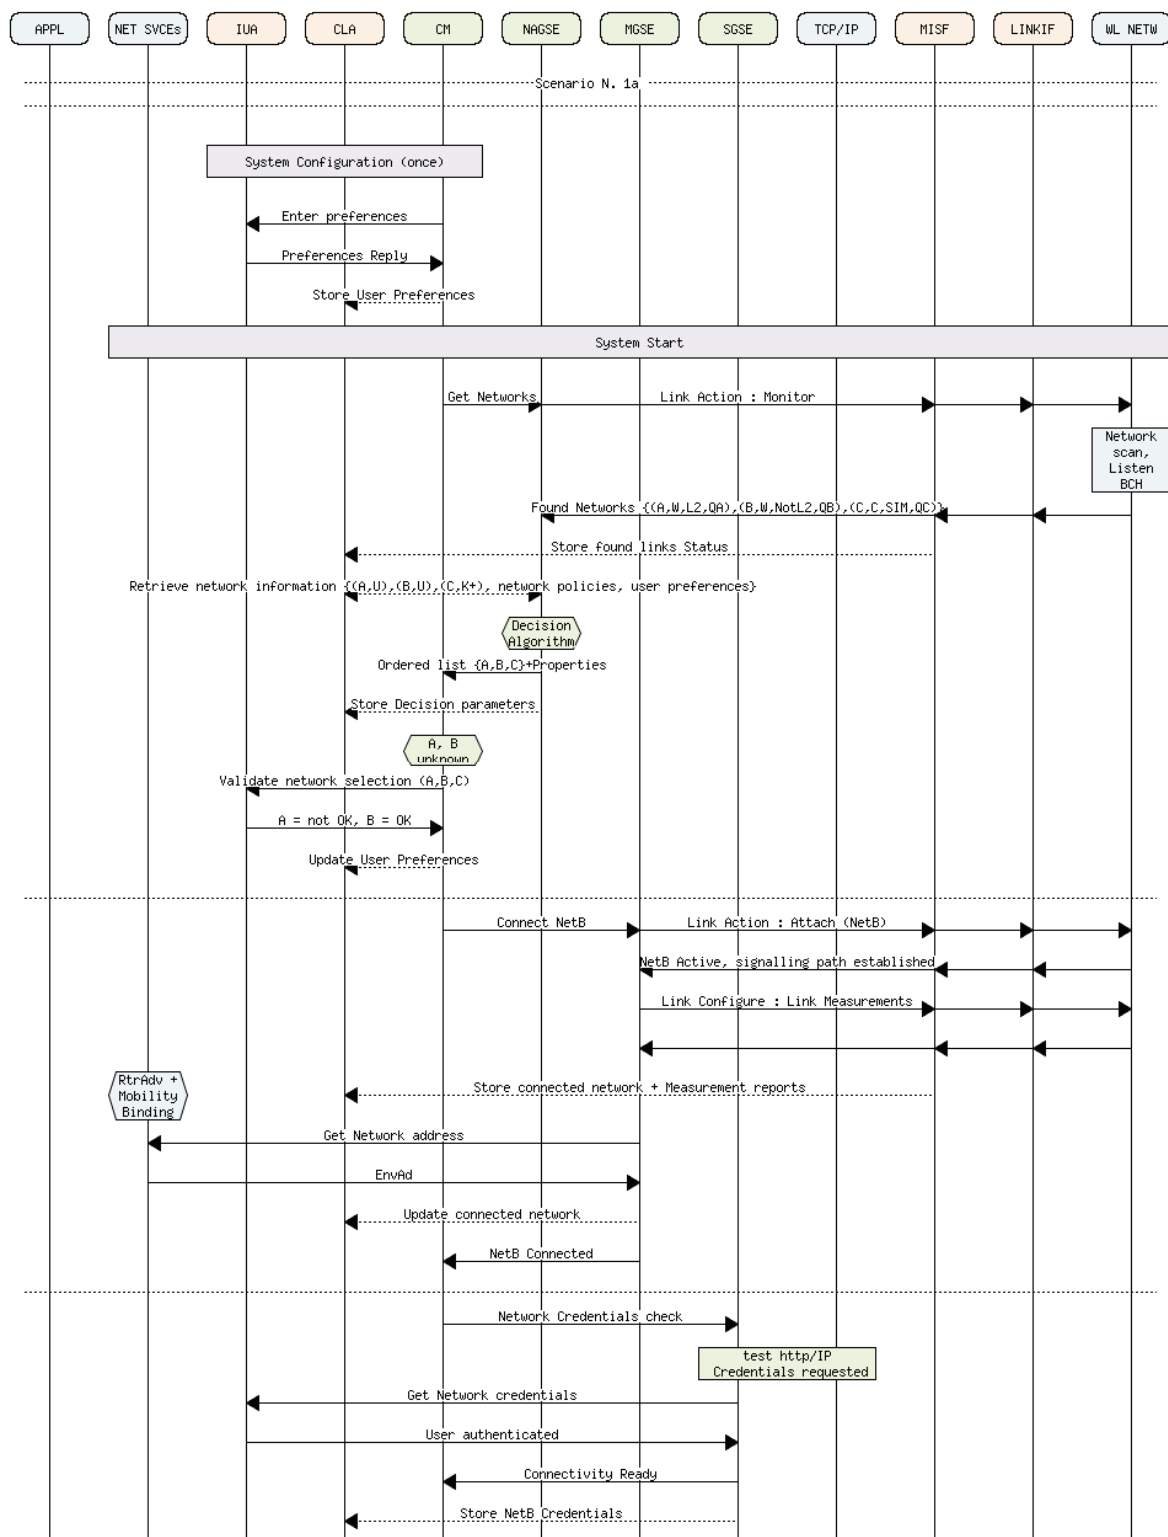 APPL NET SVCEs IUA CLA CM NAGSE MGSE SGSE TCP/IP MISF LINKIF WL NETW
Scenario N. 1a
System Configuration (once)
Enter preferences
Preferences Reply
Store User Preferences
System Start
Get Networks Link Action : Monitor
Network
scan,
Listen
BCH
Found Networks {(A,W,L2,QA),(B,W,NotL2,QB),(C,C,SIM,QC)}
Store found links Status
Retrieve network information {(A,U),(B,U),(C,K+), network policies, user preferences}
Decision
Algorithm
Ordered list {A,B,C}+Properties
Store Decision parameters
A, B
unknown
Validate network selection (A,B,C)
A = not OK, B = OK
Update User Preferences
Connect NetB Link Action : Attach (NetB)
NetB Active, signalling path established
Link Configure : Link Measurements
RtrAdv +
Mobility
Binding
Store connected network + Measurement reports
Get Network address
EnvAd
Update connected network
NetB Connected
Network Credentials check
test http/IP
Credentials requested
Get Network credentials
User authenticated
Connectivity Ready
Store NetB Credentials